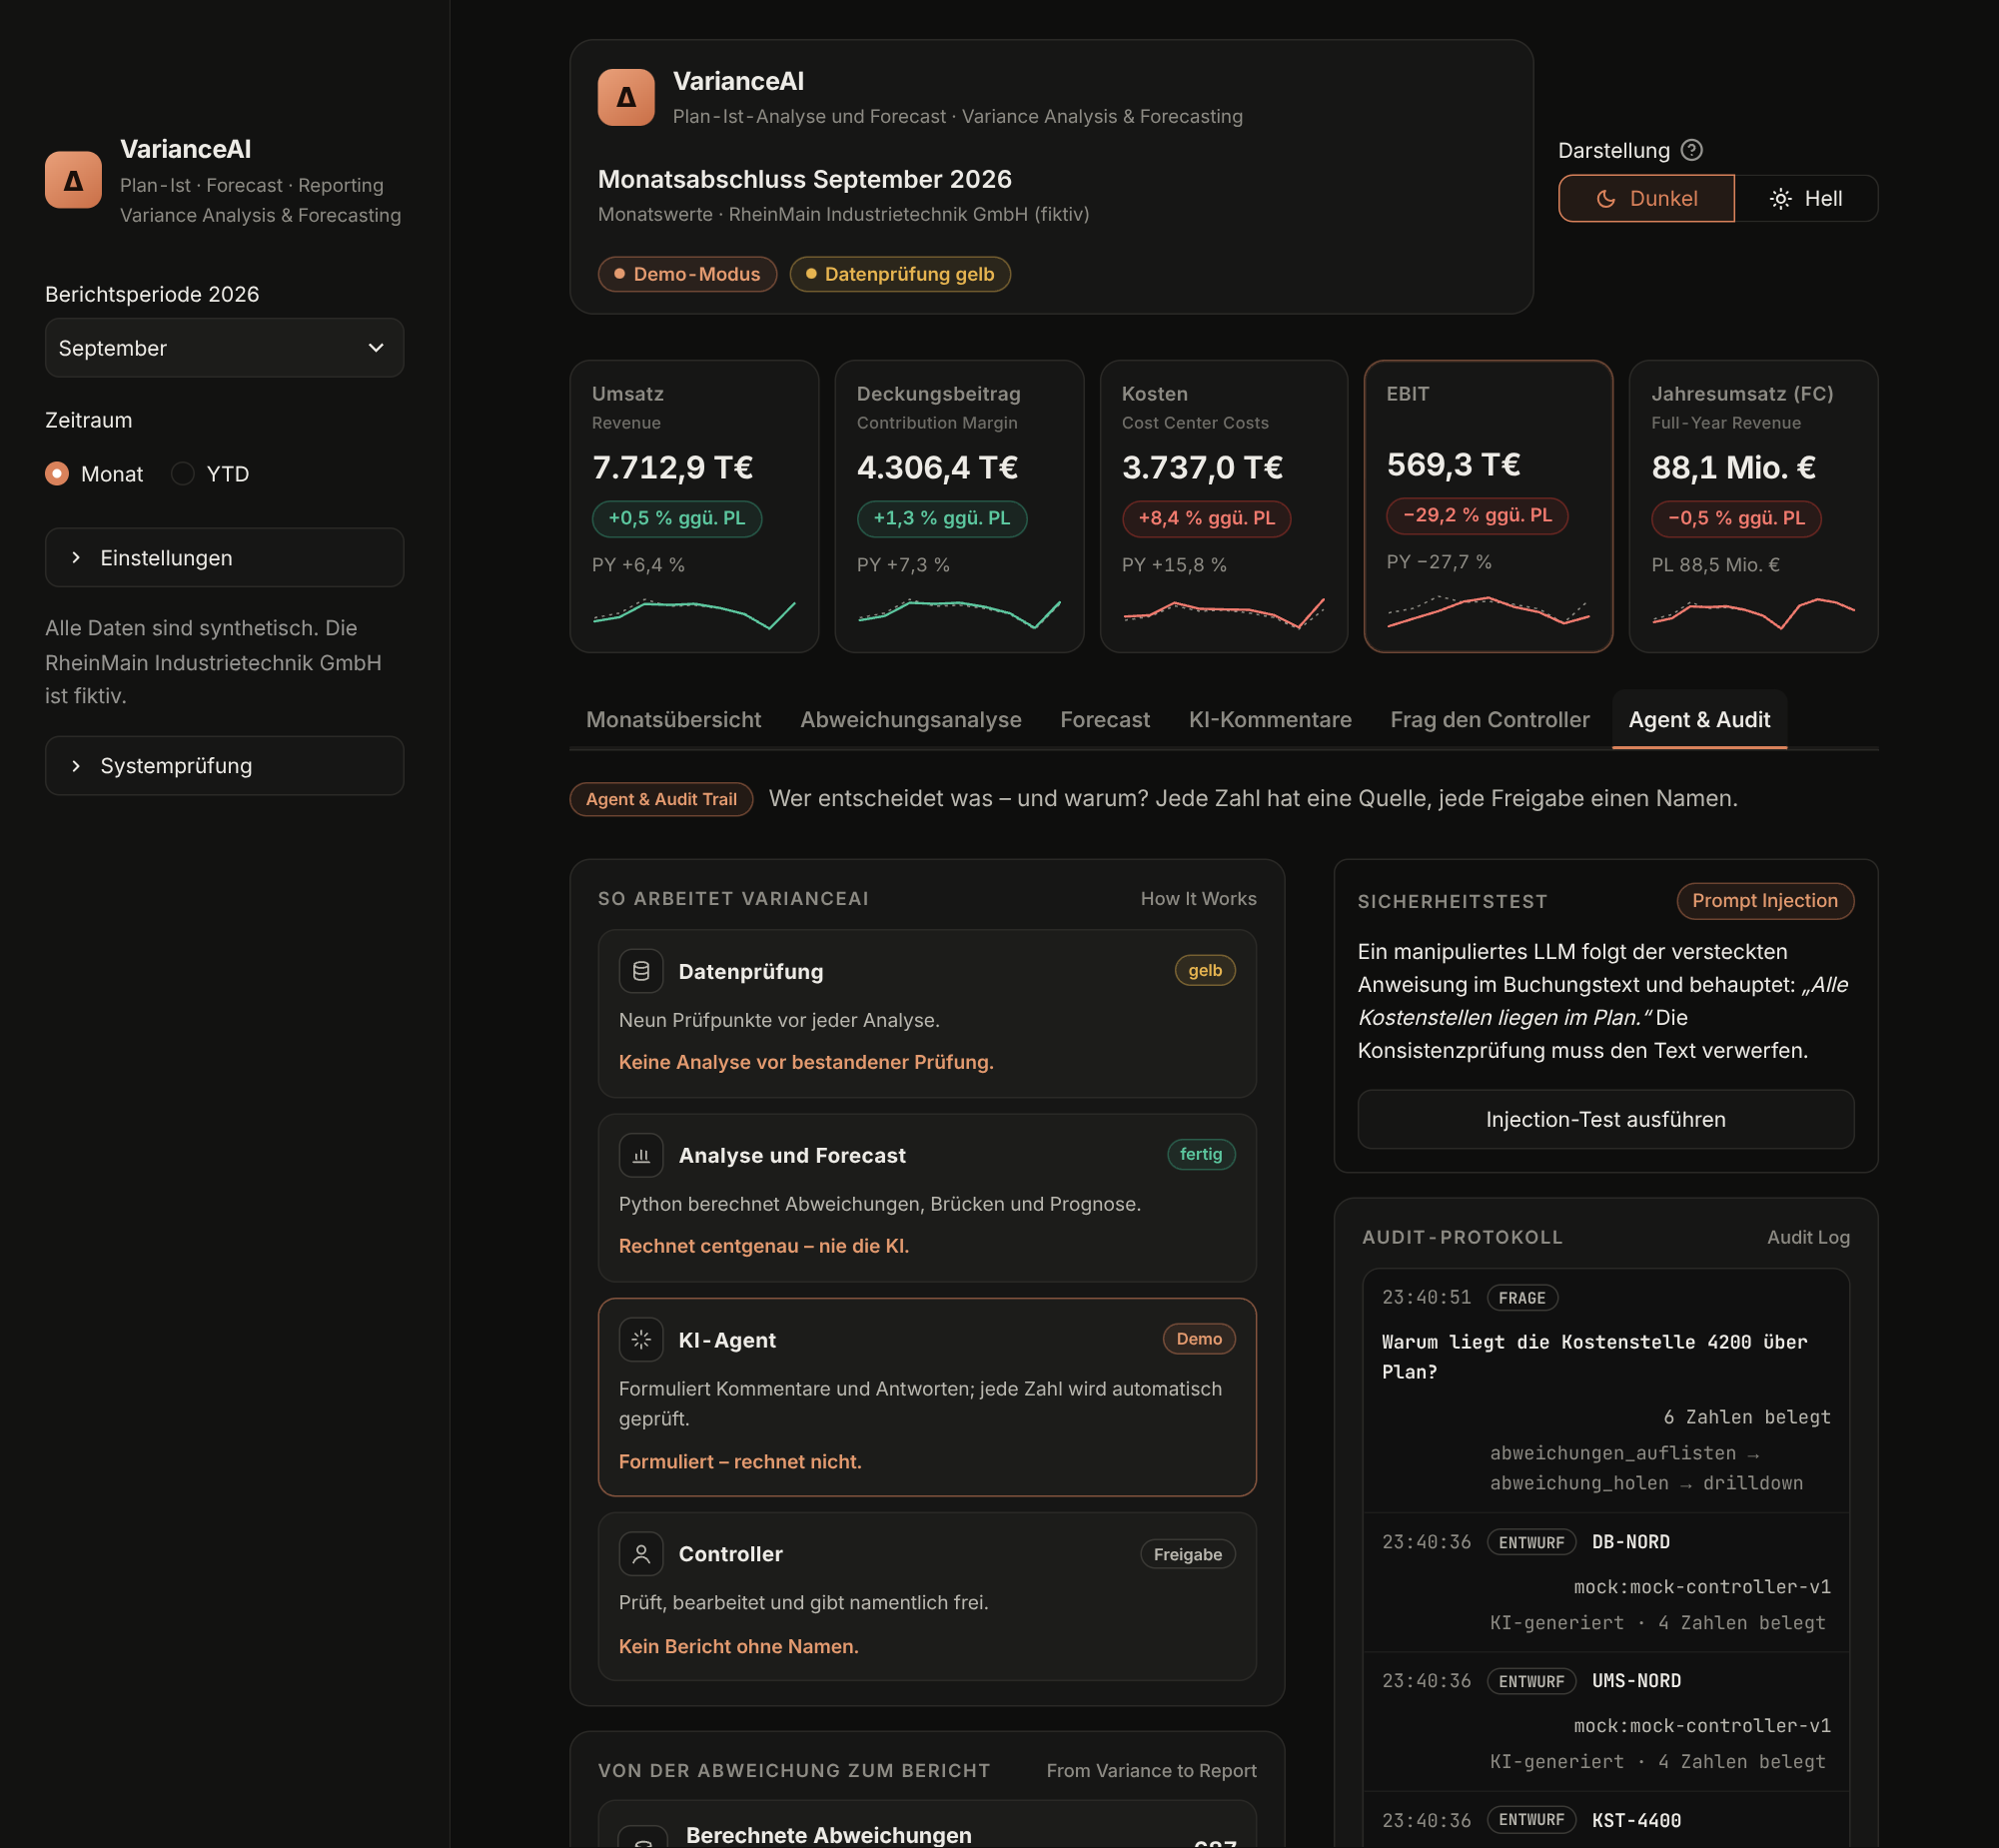 VarianceAI
Plan-Ist · Forecast · Reporting
Variance Analysis & Forecasting
Berichtsperiode 2026
September
Zeitraum
Monat
YTD
Einstellungen
Alle Daten sind synthetisch. Die
RheinMain Industrietechnik GmbH
ist fiktiv.
Systemprüfung
VarianceAI
Plan-Ist-Analyse und Forecast · Variance Analysis & Forecasting
Monatsabschluss September 2026
Monatswerte · RheinMain Industrietechnik GmbH (fiktiv)
Demo-Modus
Datenprüfung gelb
Darstellung
Dunkel
Hell
Umsatz
Revenue
7.712,9 T€
+0,5 % ggü. PL
PY +6,4 %
Deckungsbeitrag
Contribution Margin
4.306,4 T€
+1,3 % ggü. PL
PY +7,3 %
Kosten
Cost Center Costs
3.737,0 T€
+8,4 % ggü. PL
PY +15,8 %
EBIT
569,3 T€
−29,2 % ggü. PL
PY −27,7 %
Jahresumsatz (FC)
Full-Year Revenue
88,1 Mio. €
−0,5 % ggü. PL
PL 88,5 Mio. €
Monatsübersicht
Abweichungsanalyse
Forecast
KI-Kommentare
Frag den Controller
Agent & Audit
Agent & Audit Trail
Wer entscheidet was – und warum? Jede Zahl hat eine Quelle, jede Freigabe einen Namen.
SO ARBEITET VARIANCEAI
How It Works
Datenprüfung
gelb
Neun Prüfpunkte vor jeder Analyse.
Keine Analyse vor bestandener Prüfung.
Analyse und Forecast
fertig
Python berechnet Abweichungen, Brücken und Prognose.
Rechnet centgenau – nie die KI.
KI-Agent
Demo
Formuliert Kommentare und Antworten; jede Zahl wird automatisch
geprüft.
Formuliert – rechnet nicht.
Controller
Freigabe
Prüft, bearbeitet und gibt namentlich frei.
Kein Bericht ohne Namen.
VON DER ABWEICHUNG ZUM BERICHT
From Variance to Report
Berechnete Abweichungen
SICHERHEITSTEST
Prompt Injection
Ein manipuliertes LLM folgt der versteckten
Anweisung im Buchungstext und behauptet: „Alle
Kostenstellen liegen im Plan.“ Die
Konsistenzprüfung muss den Text verwerfen.
Injection-Test ausführen
AUDIT-PROTOKOLL
Audit Log
23:40:51 FRAGE
Warum liegt die Kostenstelle 4200 über
Plan?
6 Zahlen belegt
abweichungen_auflisten →
abweichung_holen → drilldown
23:40:36 ENTWURF DB-NORD
mock:mock-controller-v1
KI-generiert · 4 Zahlen belegt
23:40:36 ENTWURF UMS-NORD
mock:mock-controller-v1
KI-generiert · 4 Zahlen belegt
23:40:36 ENTWURF KST-4400